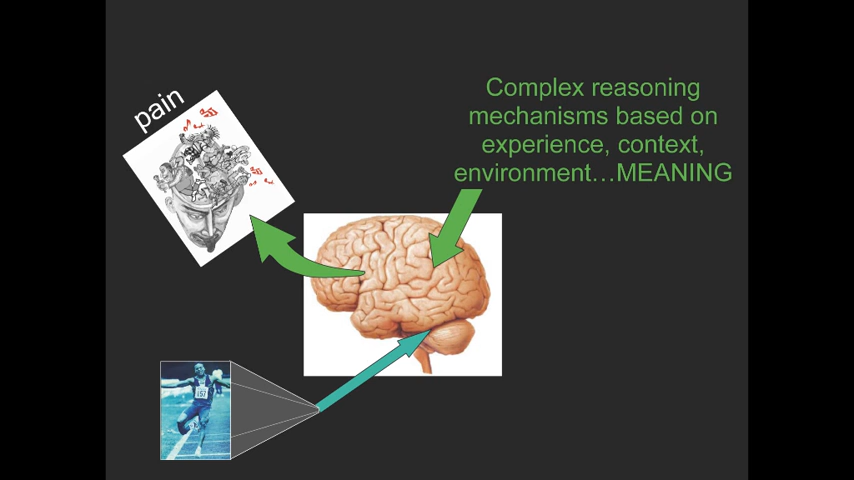 pain
Complex reasoning
mechanisms based on
experience, context,
environment…MEANING
157